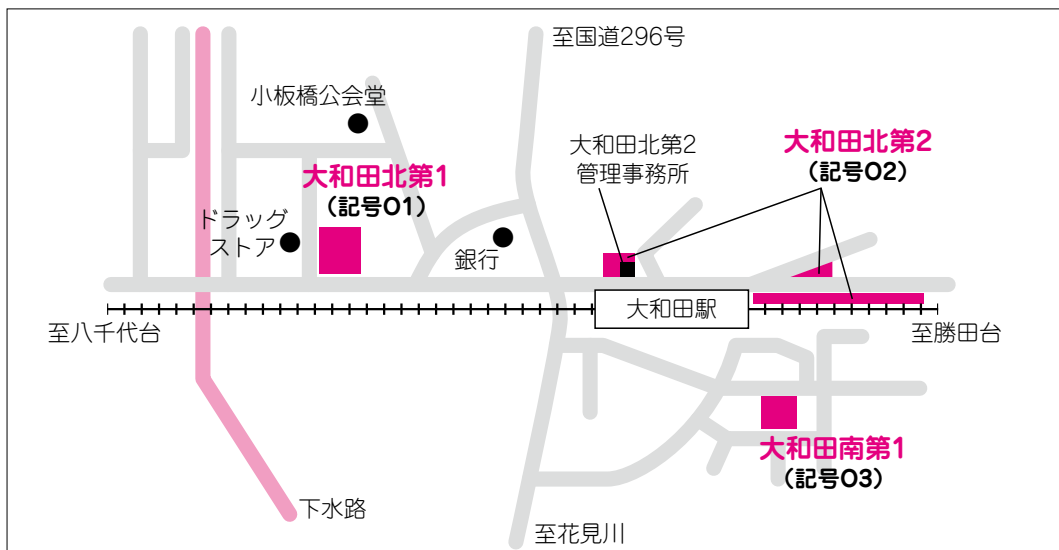 至国道296号
小板橋公会堂
大和田北第2
管理事務所
大和田北第2
（記号02）
大和田北第1
（記号01）
ドラッグ
ストア
銀行
大和田駅
至八千代台
至勝田台
大和田南第1
（記号03）
下水路
至花見川